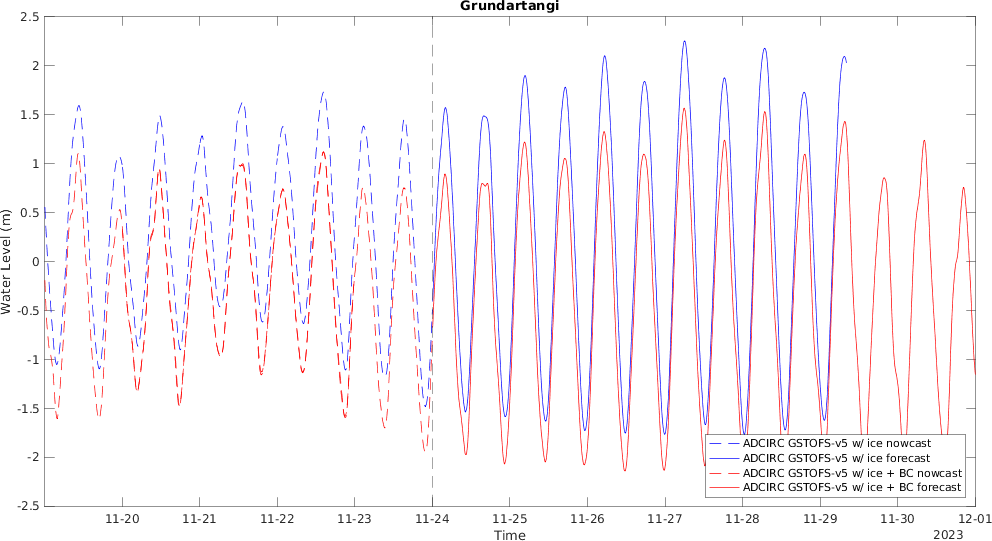 Grundartangi
2.5
2
1.5
1
0.5
0
-0.5
-1
-1.5
-2
-2.5
Water Level (m)
ADCIRC GSTOFS-v5 w/ ice nowcast
ADCIRC GSTOFS-v5 w/ ice forecast
ADCIRC GSTOFS-v5 w/ ice + BC nowcast
ADCIRC GSTOFS-v5 w/ ice + BC forecast
11-20 11-21 11-22 11-23 11-24 11-25 11-26 11-27 11-28 11-29 11-30 12-01
Time 2023